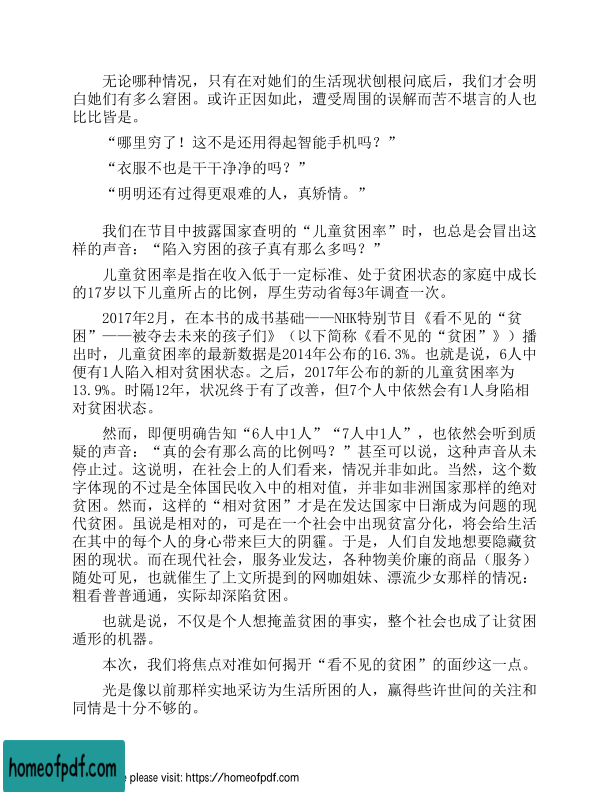 无论哪种情况，只有在对她们的生活现状刨根问底后，我们才会明
白她们有多么窘困。或许正因如此，遭受周围的误解而苦不堪言的人也
比比皆是。
“哪里穷了！这不是还用得起智能手机吗？”
“衣服不也是干干净净的吗？”
“明明还有过得更艰难的人，真矫情。”
我们在节目中披露国家查明的“儿童贫困率”时，也总是会冒出这
样的声音：“陷入穷困的孩子真有那么多吗？”
儿童贫困率是指在收入低于一定标准、处于贫困状态的家庭中成长
的17岁以下儿童所占的比例，厚生劳动省每3年调查一次。
2017年2月，在本书的成书基础——NHK特别节目《看不见的“贫
困”——被夺去未来的孩子们》（以下简称《看不见的“贫困”》）播
出时，儿童贫困率的最新数据是2014年公布的16.3%。也就是说，6人中
便有1人陷入相对贫困状态。之后，2017年公布的新的儿童贫困率为
13.9%。时隔12年，状况终于有了改善，但7个人中依然会有1人身陷相
对贫困状态。
然而，即便明确告知“6人中1人”“7人中1人”，也依然会听到质
疑的声音：“真的会有那么高的比例吗？”甚至可以说，这种声音从未
停止过。这说明，在社会上的人们看来，情况并非如此。当然，这个数
字体现的不过是全体国民收入中的相对值，并非如非洲国家那样的绝对
贫困。然而，这样的“相对贫困”才是在发达国家中日渐成为问题的现
代贫困。虽说是相对的，可是在一个社会中出现贫富分化，将会给生活
在其中的每个人的身心带来巨大的阴霾。于是，人们自发地想要隐藏贫
困的现状。而在现代社会，服务业发达，各种物美价廉的商品（服务）
随处可见，也就催生了上文所提到的网咖姐妹、漂流少女那样的情况：
粗看普普通通，实际却深陷贫困。
也就是说，不仅是个人想掩盖贫困的事实，整个社会也成了让贫困
遁形的机器。
本次，我们将焦点对准如何揭开“看不见的贫困”的面纱这一点。
光是像以前那样实地采访为生活所困的人，赢得些许世间的关注和
同情是十分不够的。
homeofpdf.com
e please visit: https://homeofpdf.com